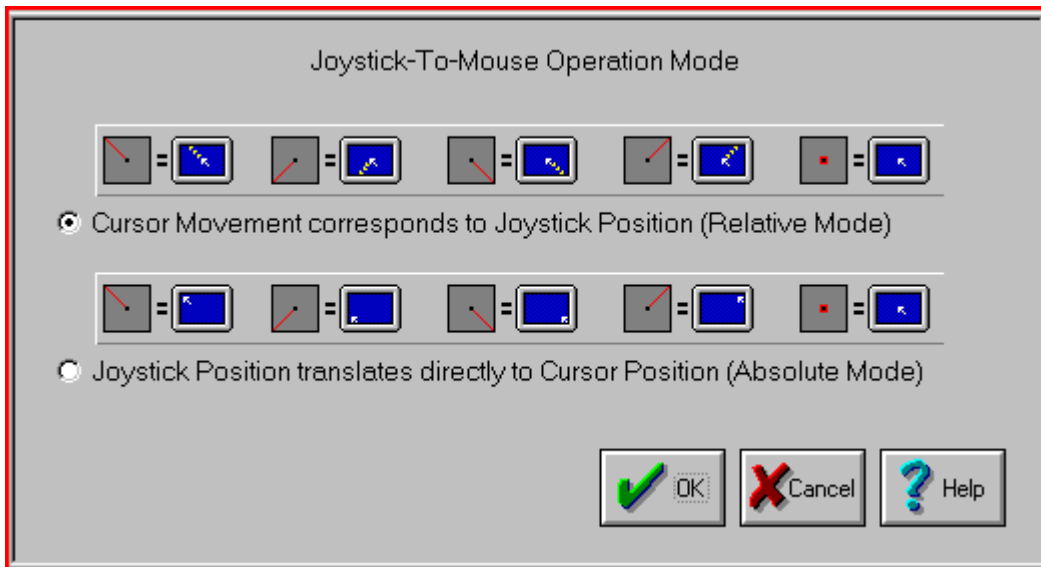 Joystick-To-Mouse Operation Mode
= = = = =
Cursor Movement corresponds to Joystick Position (Relative Mode)
= = = = =
Joystick Position translates directly to Cursor Position (Absolute Mode)
OK Cancel Help